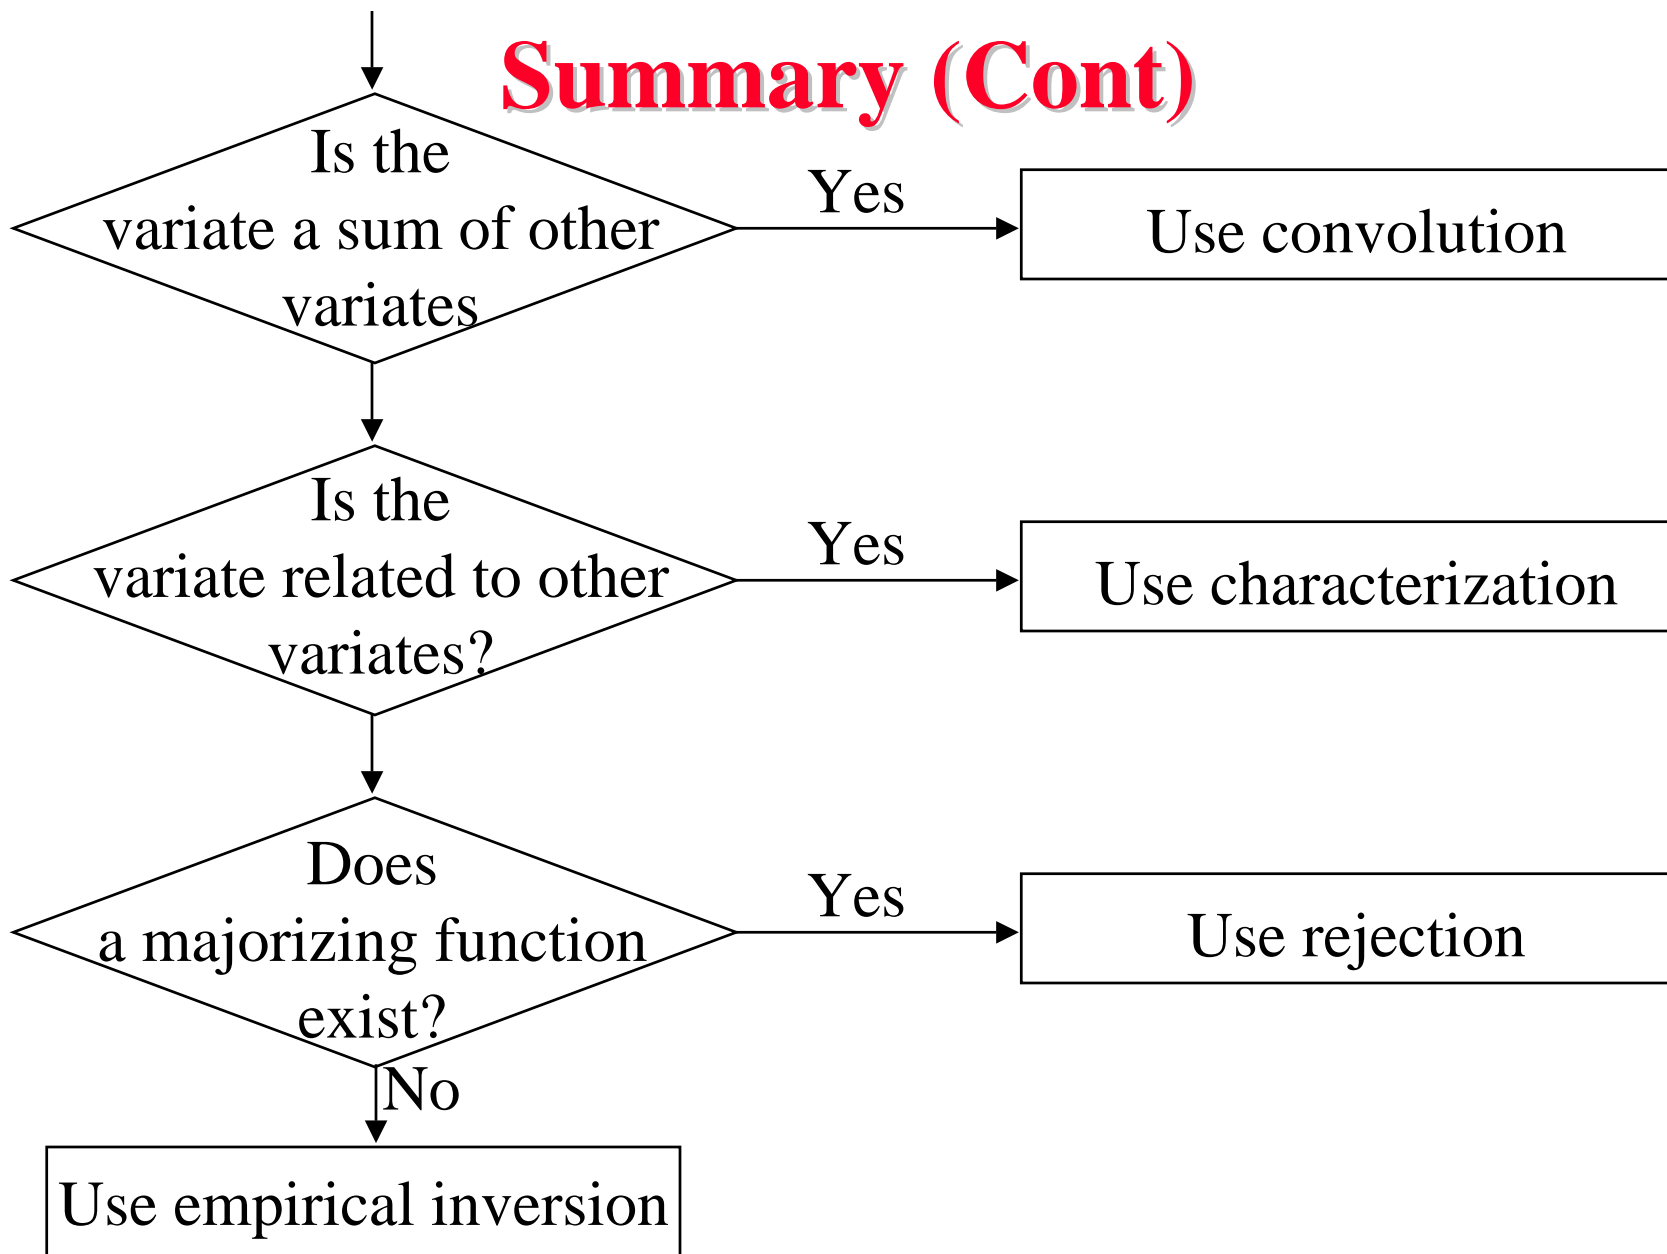 Summary (Cont)
Is the
variate a sum of other
variates
Yes
Use convolution
Is the
variate related to other
variates?
Yes
Use characterization
Does
a majorizing function
exist?
Yes
Use rejection
No
Use empirical inversion